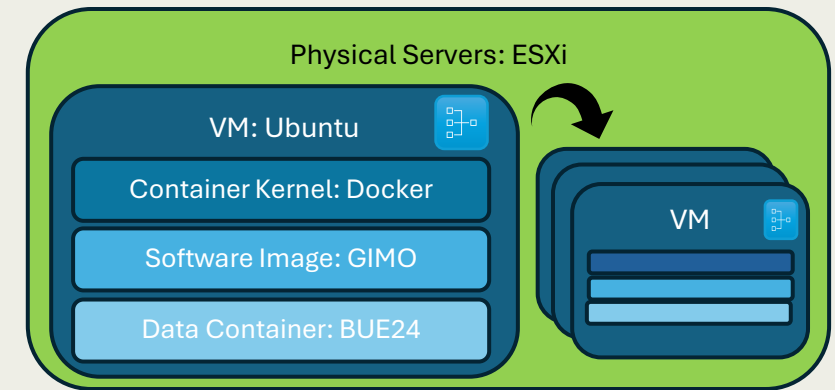 Physical Servers: ESXi
VM: Ubuntu
Container Kernel: Docker
Software Image: GIMO
Data Container: BUE24
VM